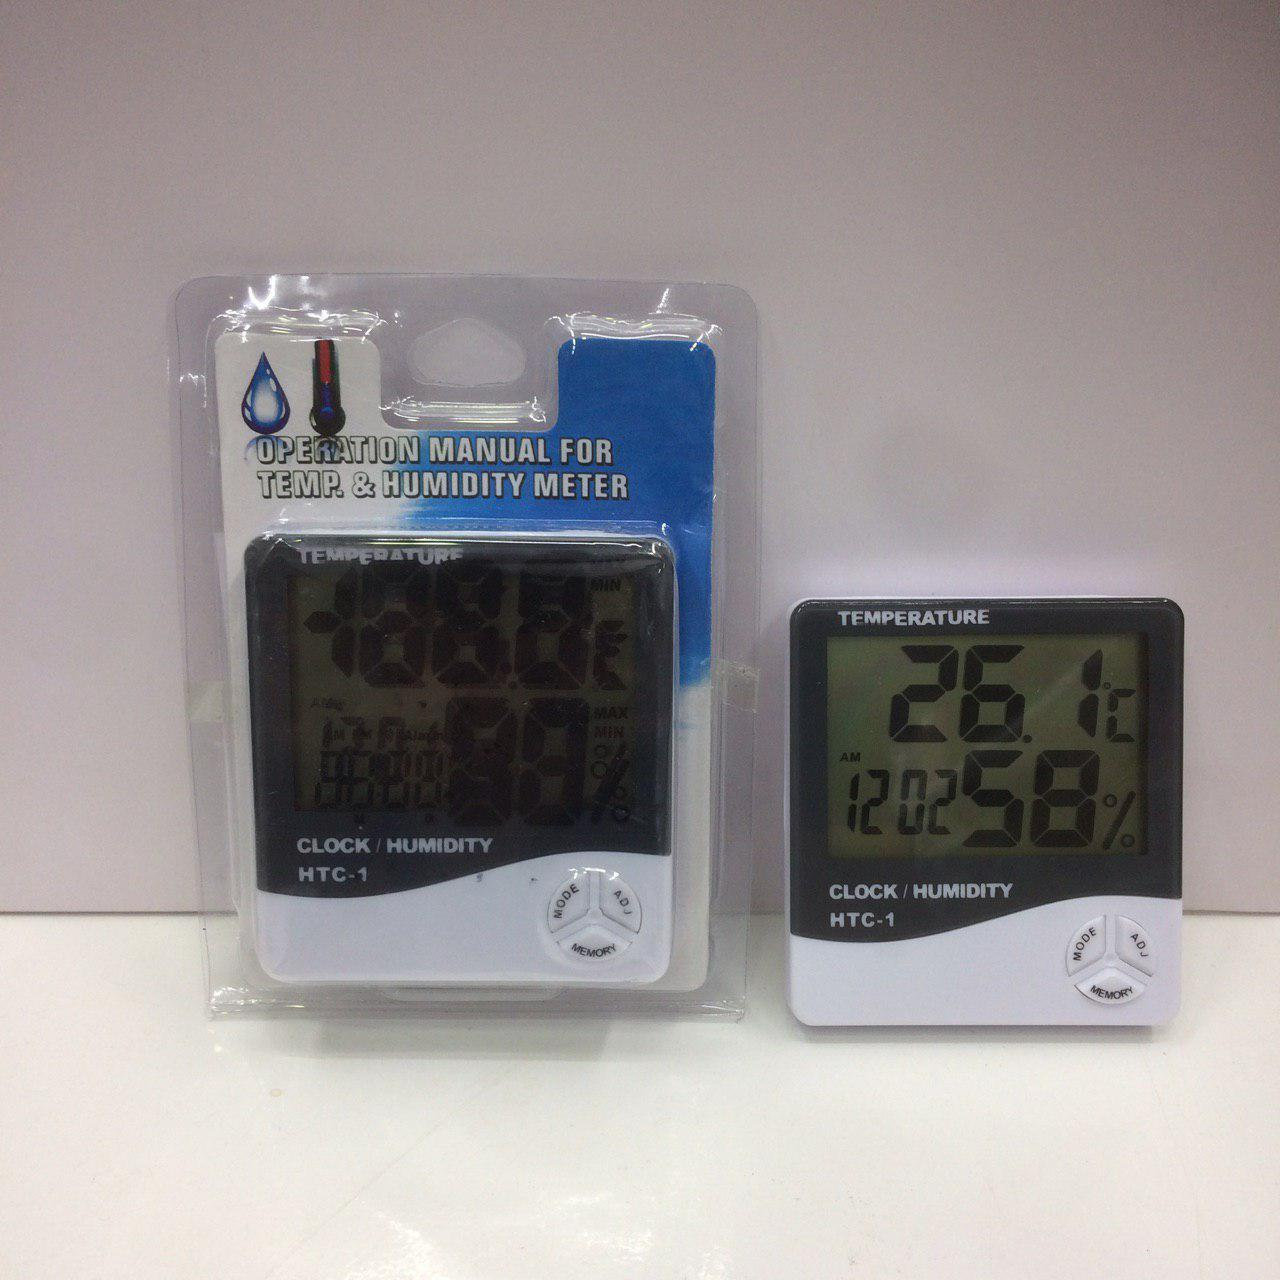 OPERATION MANUAL FOR
TEMP. & HUMIDITY METER
TEMPERATURE
MIN
MAX
MIN
%
CLOCK / HUMIDITY
HTC-1
MODE
ADJ
MEMORY
TEMPERATURE
26.1°C
AM
12 02 58%
CLOCK / HUMIDITY
HTC-1
MODE
ADJ
MEMORY